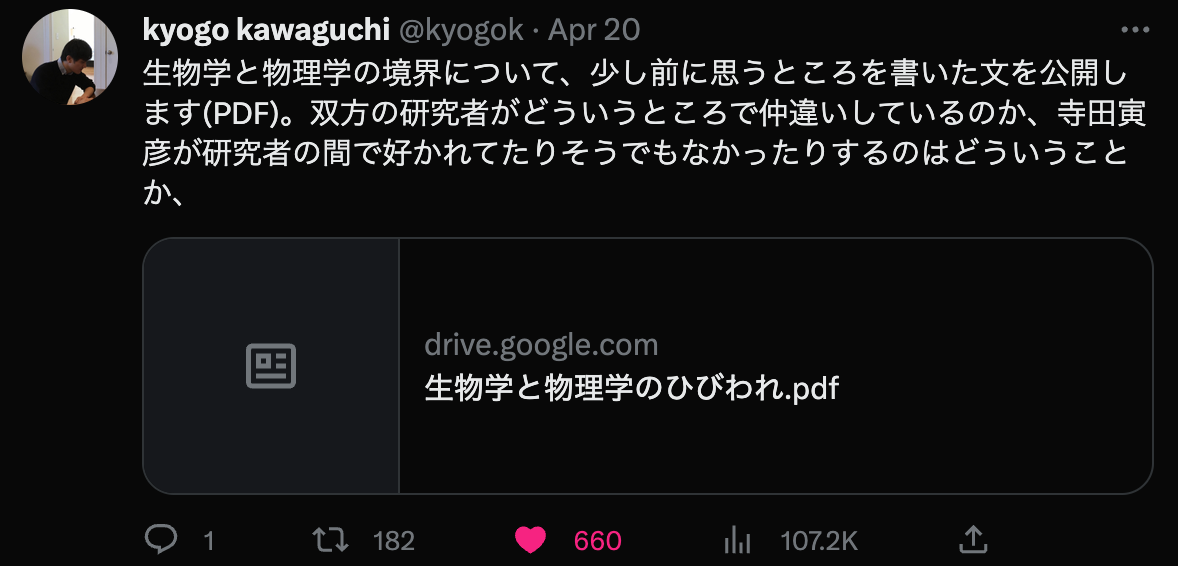 kyogo kawaguchi @kyogok · Apr 20
生物学と物理学の境界について、少し前に思うところを書いた文を公開し
ます(PDF)。双方の研究者がどういうところで仲違いしているのか、寺田寅
彦が研究者の間で好かれてたりそうでもなかったりするのはどういうこと
か、
drive.google.com
生物学と物理学のひびわれ.pdf
1 182 660 107.2K